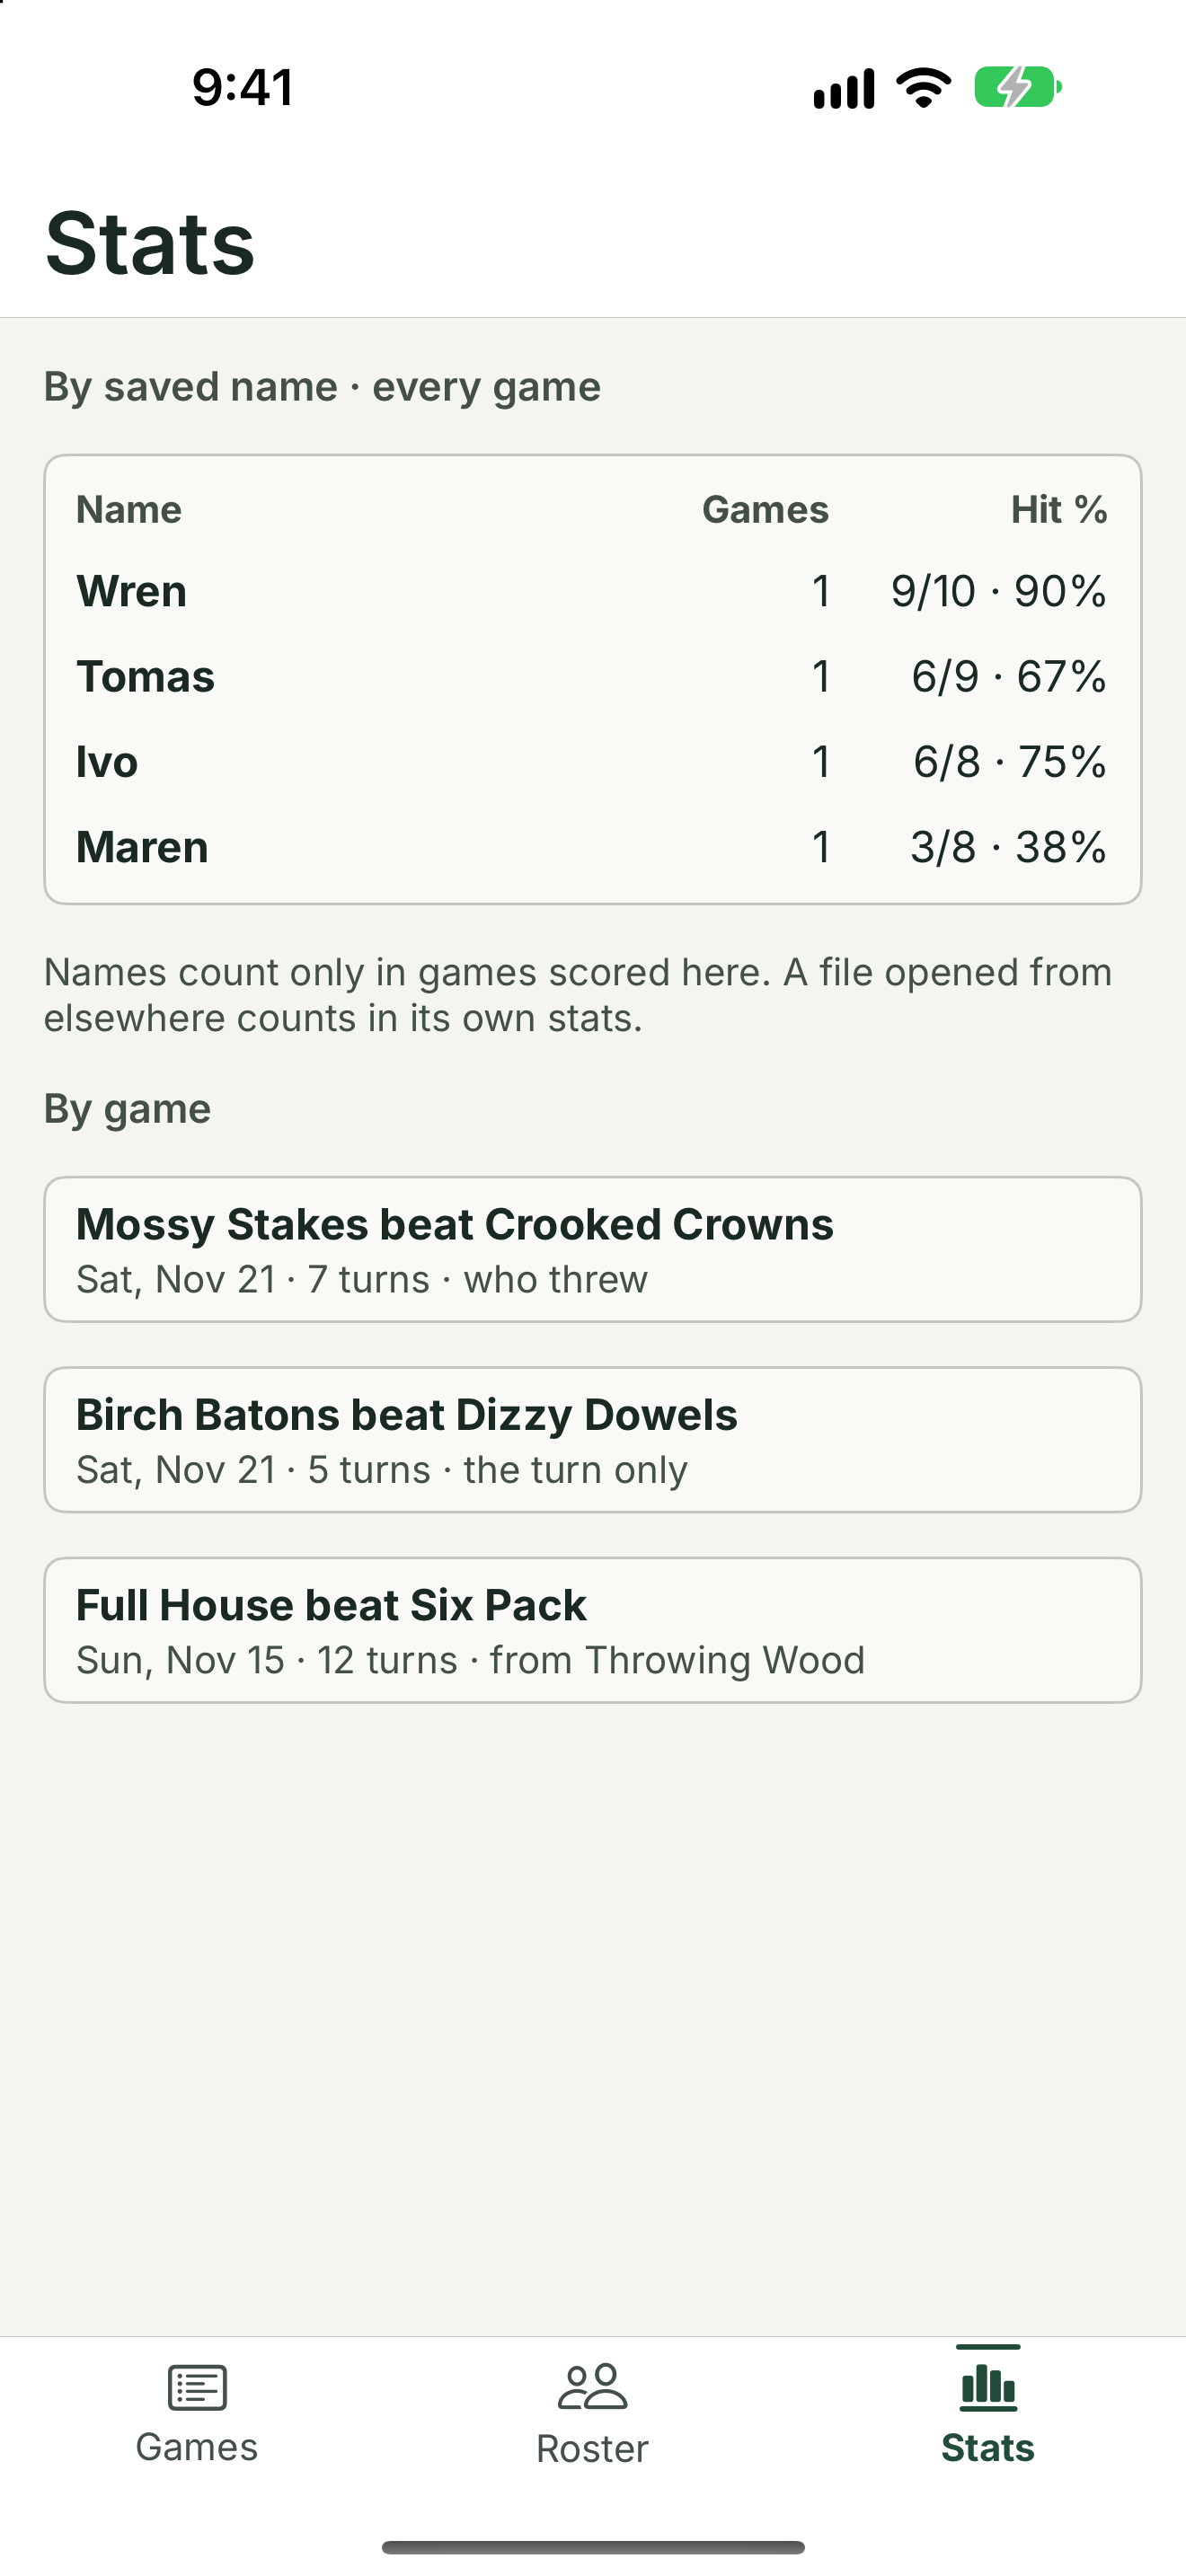 9:41
Stats
By saved name · every game
Name Games Hit %
Wren 1 9/10 · 90%
Tomas 1 6/9 · 67%
Ivo 1 6/8 · 75%
Maren 1 3/8 · 38%
Names count only in games scored here. A file opened from
elsewhere counts in its own stats.
By game
Mossy Stakes beat Crooked Crowns
Sat, Nov 21 · 7 turns · who threw
Birch Batons beat Dizzy Dowels
Sat, Nov 21 · 5 turns · the turn only
Full House beat Six Pack
Sun, Nov 15 · 12 turns · from Throwing Wood
Games Roster Stats